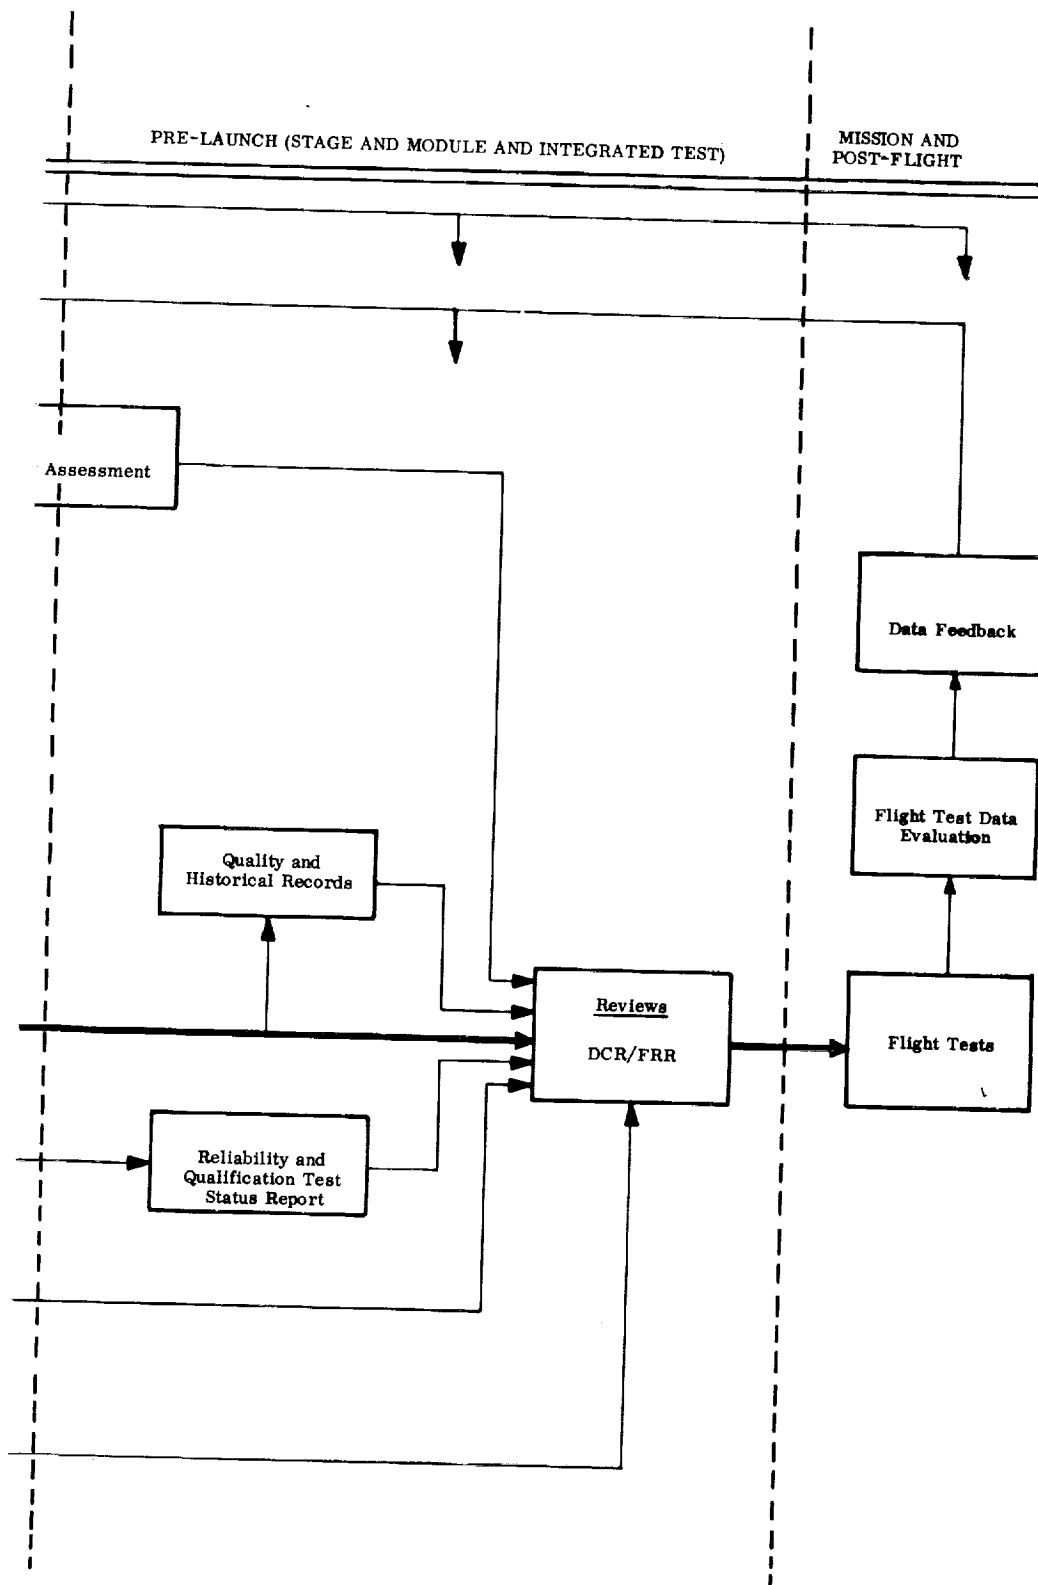 PRE-LAUNCH (STAGE AND MODULE AND INTEGRATED TEST)
MISSION AND
POST-FLIGHT
Assessment
Data Feedback
Flight Test Data
Evaluation
Quality and
Historical Records
Reviews
DCR/FRR
Flight Tests
Reliability and
Qualification Test
Status Report